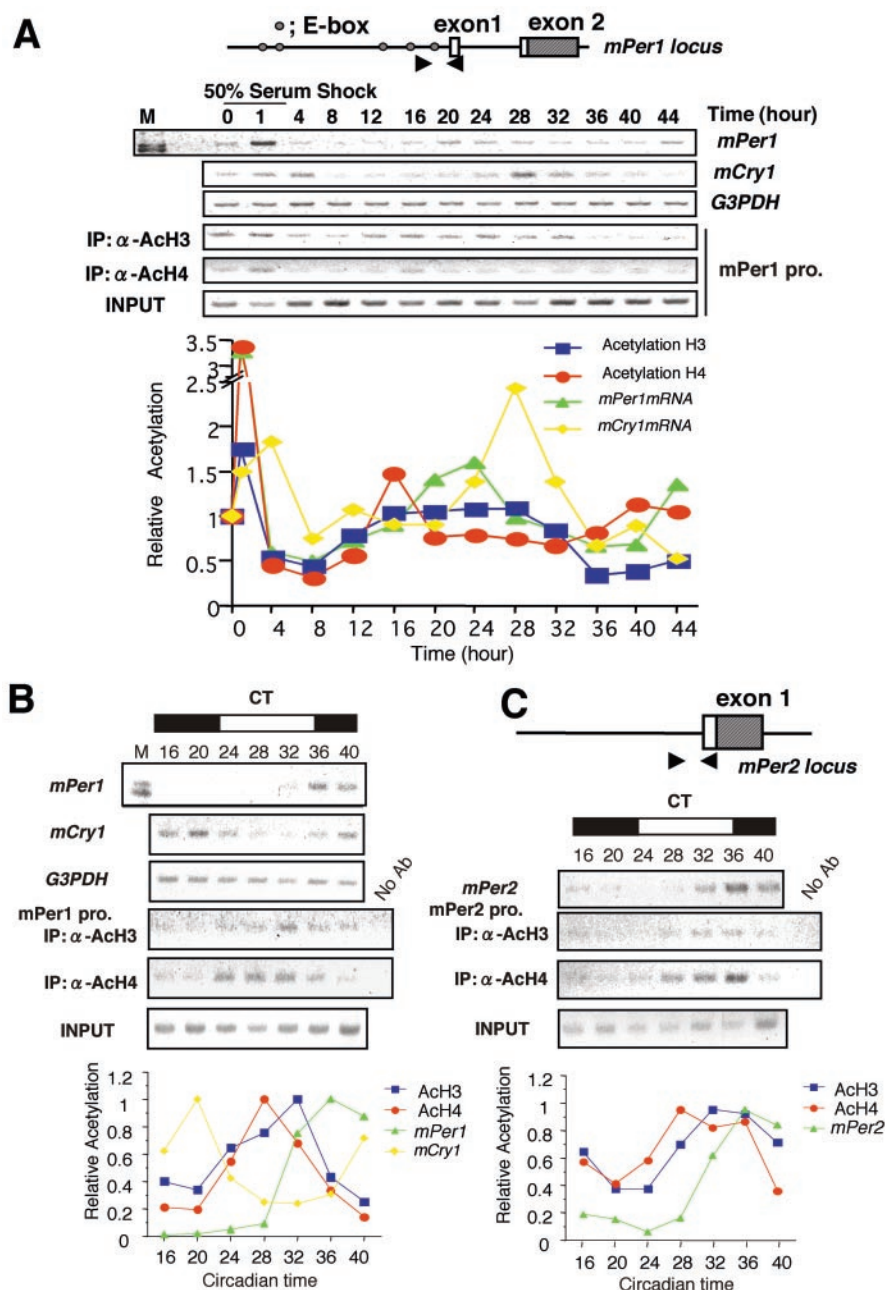 A
; E-box
exon1
exon 2
mPer1 locus
50% Serum Shock
M 0 1 4 8 12 16 20 24 28 32 36 40 44 Time (hour)
mPer1
mCry1
G3PDH
IP: α-AcH3
IP: α-AcH4
INPUT
mPer1 pro.
3.5
3
2.5
2
1.5
1
0.5
0
Relative Acetylation
Acetylation H3
Acetylation H4
mPer1mRNA
mCry1mRNA
0 4 8 12 16 20 24 28 32 36 40 44
Time (hour)
B
CT
M 16 20 24 28 32 36 40
mPer1
mCry1
G3PDH
No Ab
mPer1 pro.
IP: α-AcH3
IP: α-AcH4
INPUT
1.2
1
0.8
0.6
0.4
0.2
0
Relative Acetylation
AcH3
AcH4
mPer1
mCry1
16 20 24 28 32 36 40
Circadian time
C
exon 1
mPer2 locus
CT
16 20 24 28 32 36 40
No Ab
mPer2
mPer2 pro.
IP: α-AcH3
IP: α-AcH4
INPUT
1.2
1
0.8
0.6
0.4
0.2
0
Relative Acetylation
AcH3
AcH4
mPer2
16 20 24 28 32 36 40
Circadian time